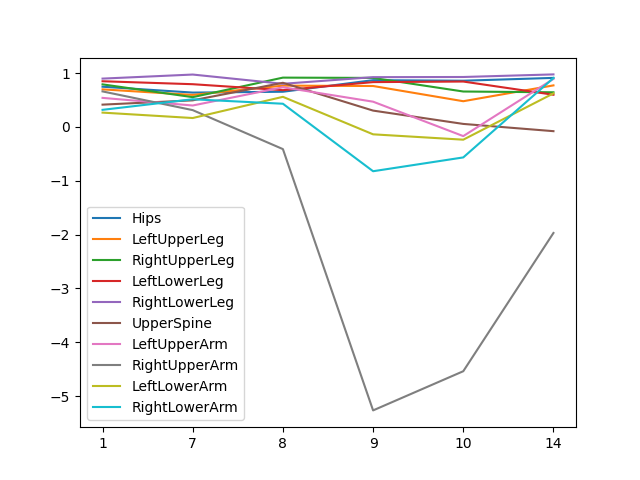 1
0
−1
−2
−3
−4
−5
Hips
LeftUpperLeg
RightUpperLeg
LeftLowerLeg
RightLowerLeg
UpperSpine
LeftUpperArm
RightUpperArm
LeftLowerArm
RightLowerArm
1 7 8 9 10 14